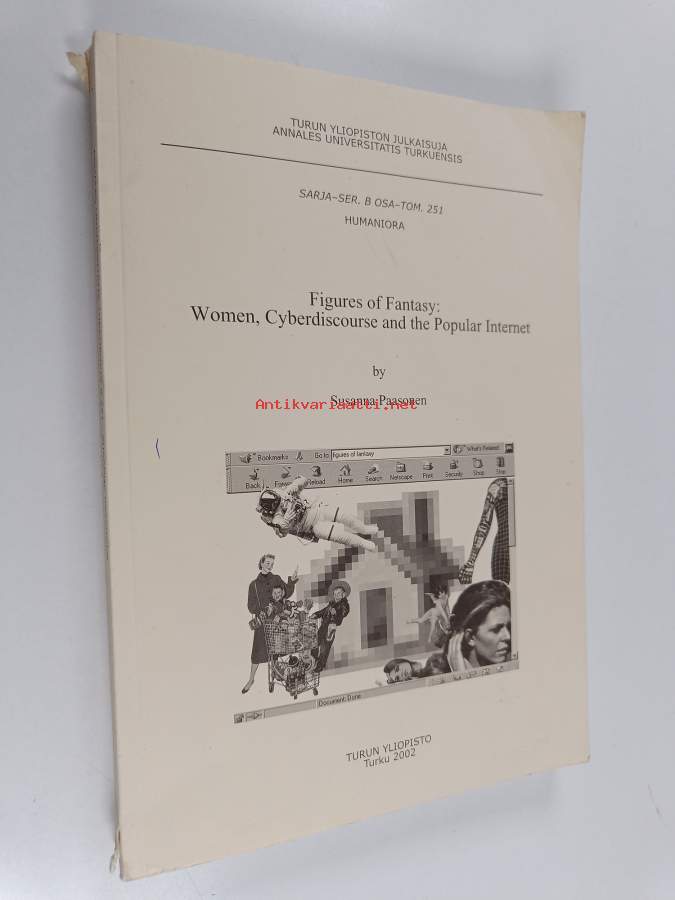 TURUN YLIOPISTON JULKAISUJA
ANNALES UNIVERSITATIS TURKUENSIS
SARJA–SER. B OSA–TOM. 251
HUMANIORA
Figures of Fantasy:
Women, Cyberdiscourse and the Popular Internet
by
Susanna Paasonen
Antikvariaatti.net
Bookmarks Go to figures of fantasy What's Related
Back Forward Reload Home Search Netscape Print Security Shop Stop
Document: Done
TURUN YLIOPISTO
Turku 2002